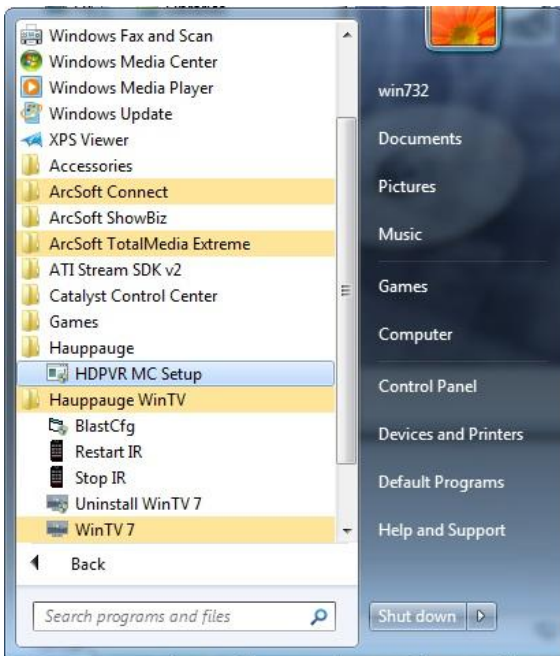 Windows Fax and Scan
Windows Media Center
Windows Media Player
Windows Update
XPS Viewer
Accessories
ArcSoft Connect
ArcSoft ShowBiz
ArcSoft TotalMedia Extreme
ATI Stream SDK v2
Catalyst Control Center
Games
Hauppauge
HDPVR MC Setup
Hauppauge WinTV
BlastCfg
Restart IR
Stop IR
Uninstall WinTV 7
WinTV 7
Back
Search programs and files
win732
Documents
Pictures
Music
Games
Computer
Control Panel
Devices and Printers
Default Programs
Help and Support
Shut down